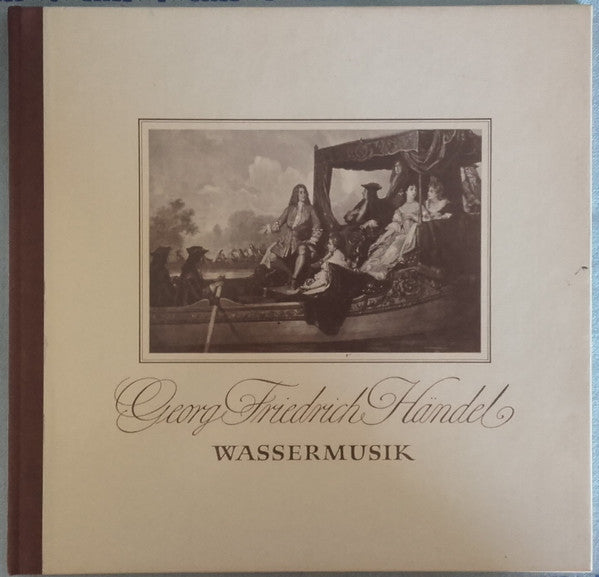 Georg Friedrich Händel
WASSERMUSIK